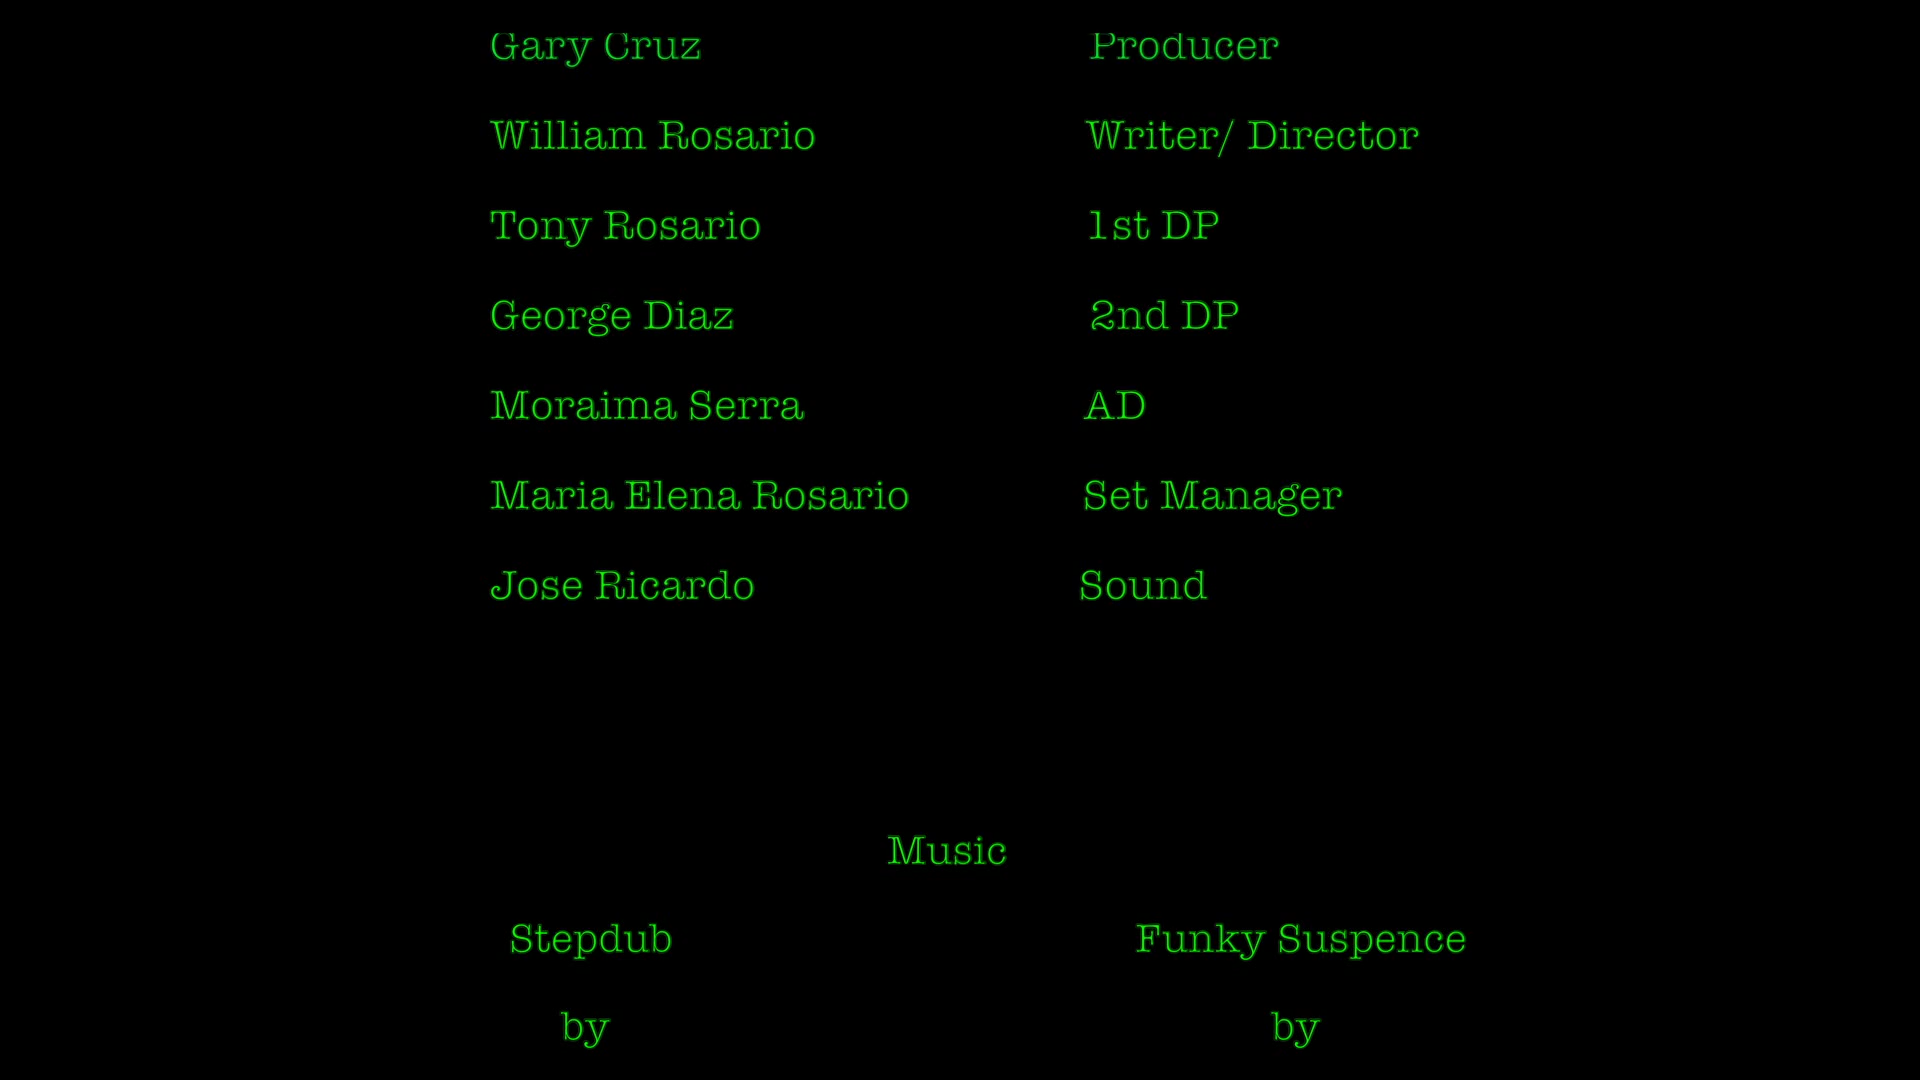 Gary Cruz Producer
William Rosario Writer/ Director
Tony Rosario 1st DP
George Diaz 2nd DP
Moraima Serra AD
Maria Elena Rosario Set Manager
Jose Ricardo Sound
Music
Stepdub Funky Suspence
by by